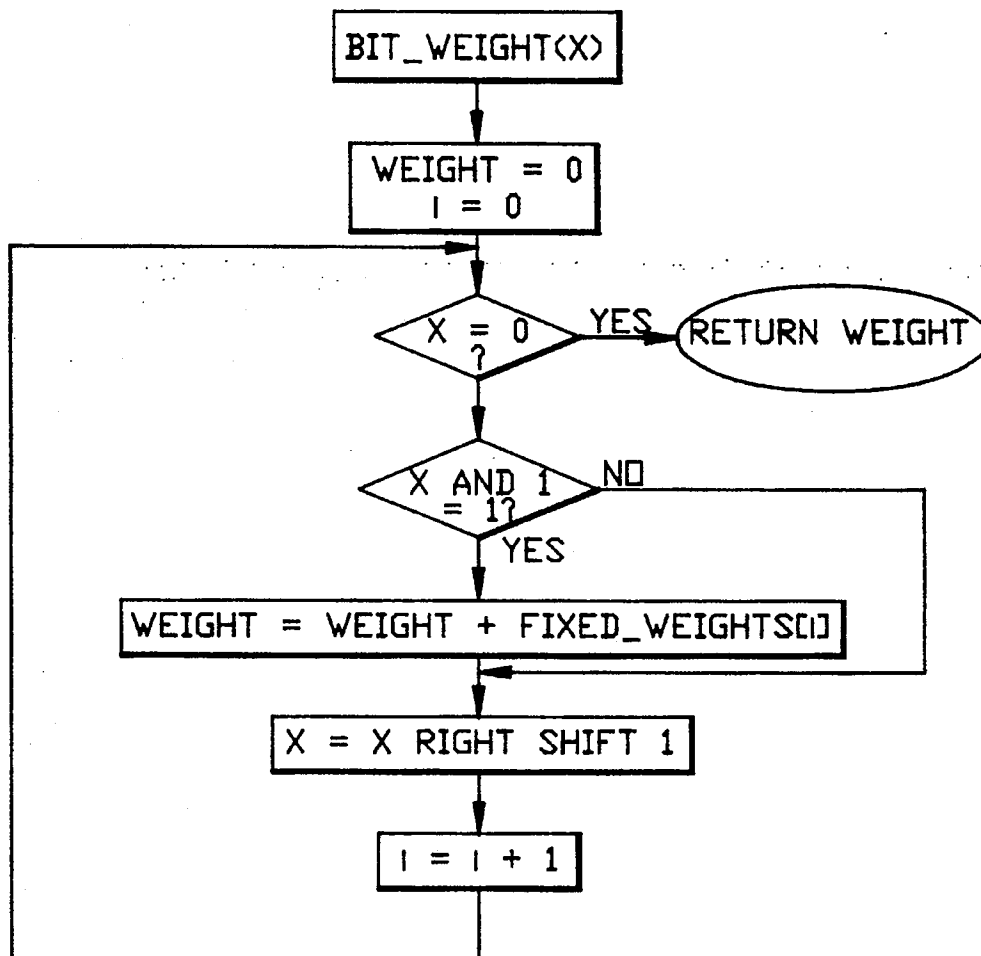 BIT_WEIGHT(X)
WEIGHT = 0
i = 0
X = 0
?
YES
RETURN WEIGHT
X AND 1
= 1?
NO
YES
WEIGHT = WEIGHT + FIXED_WEIGHTS[i]
X = X RIGHT SHIFT 1
i = i + 1